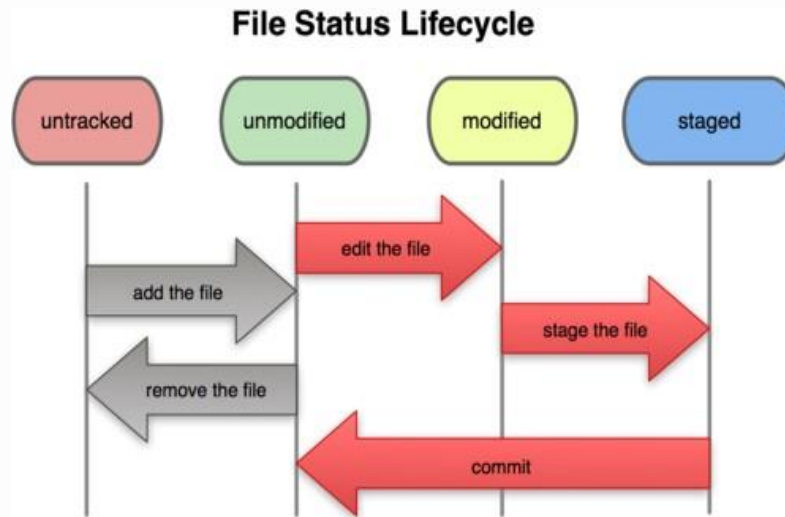 File Status Lifecycle
untracked
unmodified
modified
staged
edit the file
add the file
stage the file
remove the file
commit